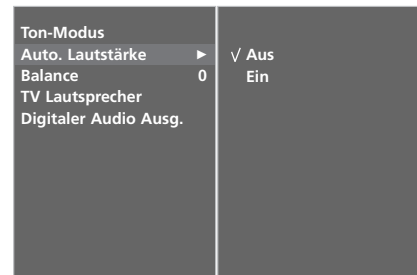 Ton-Modus
Auto. Lautstärke ►
Balance 0
TV Lautsprecher
Digitaler Audio Ausg.
√ Aus
Ein